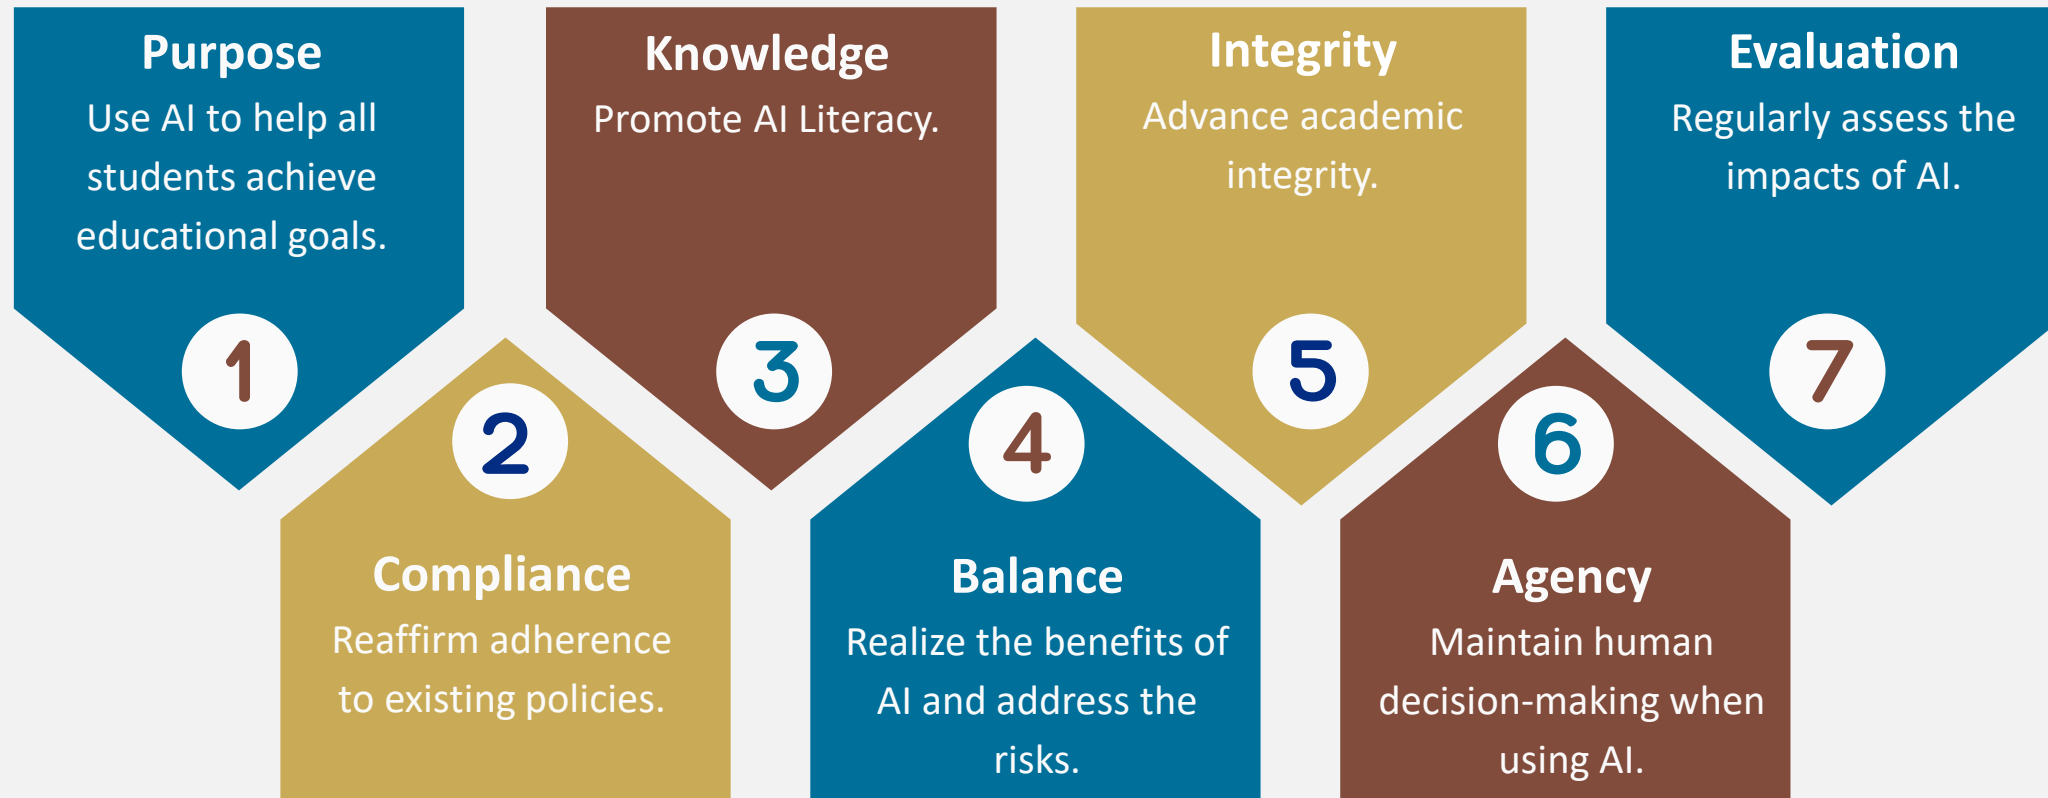 Purpose
Use AI to help all
students achieve
educational goals.
1
2
Compliance
Reaffirm adherence
to existing policies.
Knowledge
Promote AI Literacy.
3
4
Balance
Realize the benefits of
AI and address the
risks.
Integrity
Advance academic
integrity.
5
6
Agency
Maintain human
decision-making when
using AI.
Evaluation
Regularly assess the
impacts of AI.
7